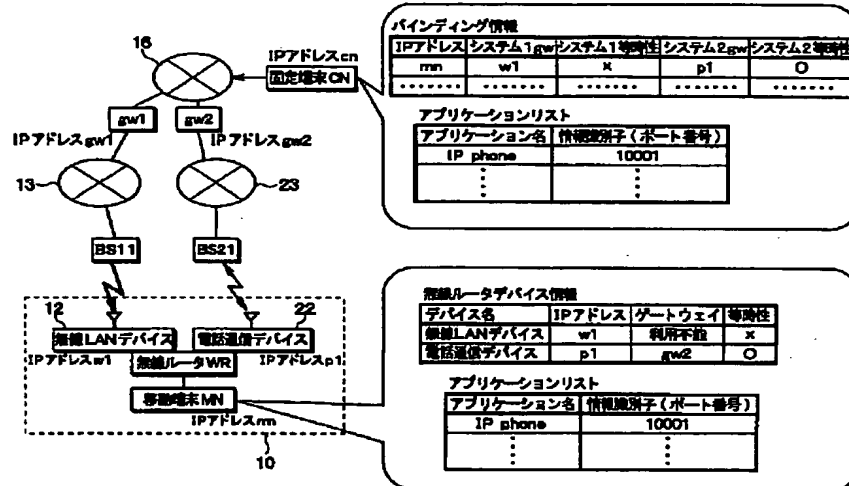 16
IPアドレスcn
固定端末CN
gw1
gw2
IPアドレスgw1
IPアドレスgw2
13
23
BS11
BS21
12
22
無線LANデバイス
電話通信デバイス
IPアドレスw1
無線ルータWR
IPアドレスp1
移動端末MN
IPアドレスmn
10
バインディング情報
IPアドレス システム1gw システム1等時性 システム2gw システム2等時性
mn w1 × p1 ○
アプリケーションリスト
アプリケーション名 情報識別子(ポート番号)
IP phone 10001
無線ルータデバイス情報
デバイス名 IPアドレス ゲートウェイ 等時性
無線LANデバイス w1 利用不能 ×
電話通信デバイス p1 gw2 ○
アプリケーションリスト
アプリケーション名 情報識別子(ポート番号)
IP phone 10001